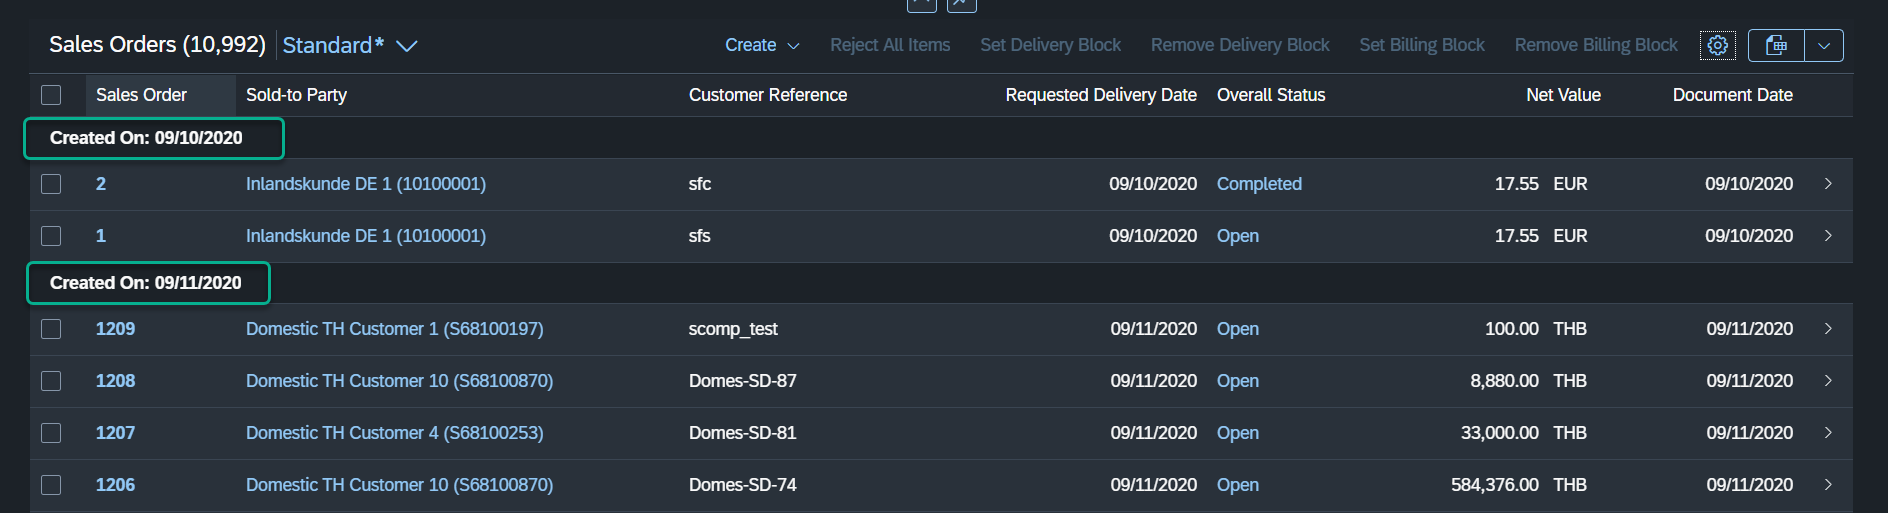 Sales Orders (10,992) Standard* Create Reject All Items Set Delivery Block Remove Delivery Block Set Billing Block Remove Billing Block
Sales Order Sold-to Party Customer Reference Requested Delivery Date Overall Status Net Value Document Date
Created On: 09/10/2020
2 Inlandskunde DE 1 (10100001) sfc 09/10/2020 Completed 17.55 EUR 09/10/2020
1 Inlandskunde DE 1 (10100001) sfs 09/10/2020 Open 17.55 EUR 09/10/2020
Created On: 09/11/2020
1209 Domestic TH Customer 1 (S68100197) scomp_test 09/11/2020 Open 100.00 THB 09/11/2020
1208 Domestic TH Customer 10 (S68100870) Domes-SD-87 09/11/2020 Open 8,880.00 THB 09/11/2020
1207 Domestic TH Customer 4 (S68100253) Domes-SD-81 09/11/2020 Open 33,000.00 THB 09/11/2020
1206 Domestic TH Customer 10 (S68100870) Domes-SD-74 09/11/2020 Open 584,376.00 THB 09/11/2020